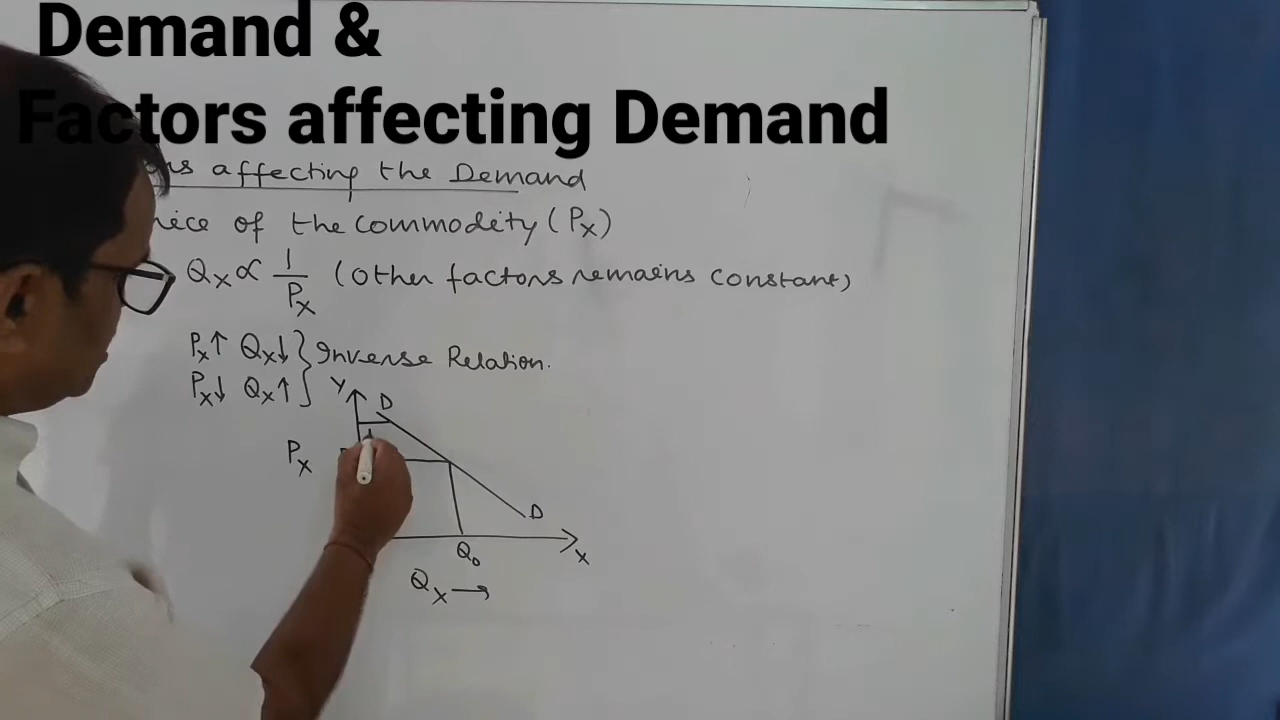 Demand &
Factors affecting Demand
affecting the Demand
of the commodity (Px)
Qx ∝ 1/Px (Other factors remains constant)
Px↑ Qx↓ } Inverse Relation.
Px↓ Qx↑
Y
D
Px
D
Q0
X
Qx →